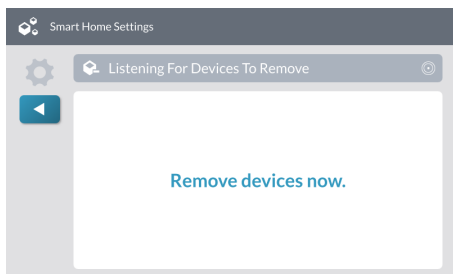 Smart Home Settings
Listening For Devices To Remove
Remove devices now.